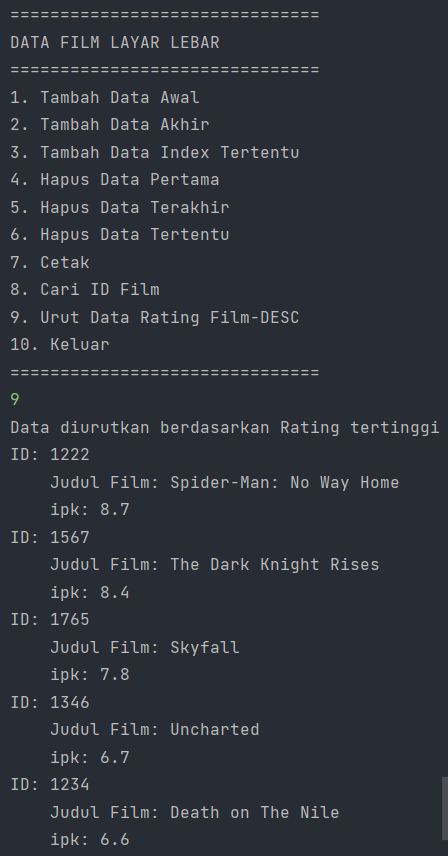 ===============================
DATA FILM LAYAR LEBAR
===============================
1. Tambah Data Awal
2. Tambah Data Akhir
3. Tambah Data Index Tertentu
4. Hapus Data Pertama
5. Hapus Data Terakhir
6. Hapus Data Tertentu
7. Cetak
8. Cari ID Film
9. Urut Data Rating Film-DESC
10. Keluar
===============================
9
Data diurutkan berdasarkan Rating tertinggi
ID: 1222
    Judul Film: Spider-Man: No Way Home
    ipk: 8.7
ID: 1567
    Judul Film: The Dark Knight Rises
    ipk: 8.4
ID: 1765
    Judul Film: Skyfall
    ipk: 7.8
ID: 1346
    Judul Film: Uncharted
    ipk: 6.7
ID: 1234
    Judul Film: Death on The Nile
    ipk: 6.6